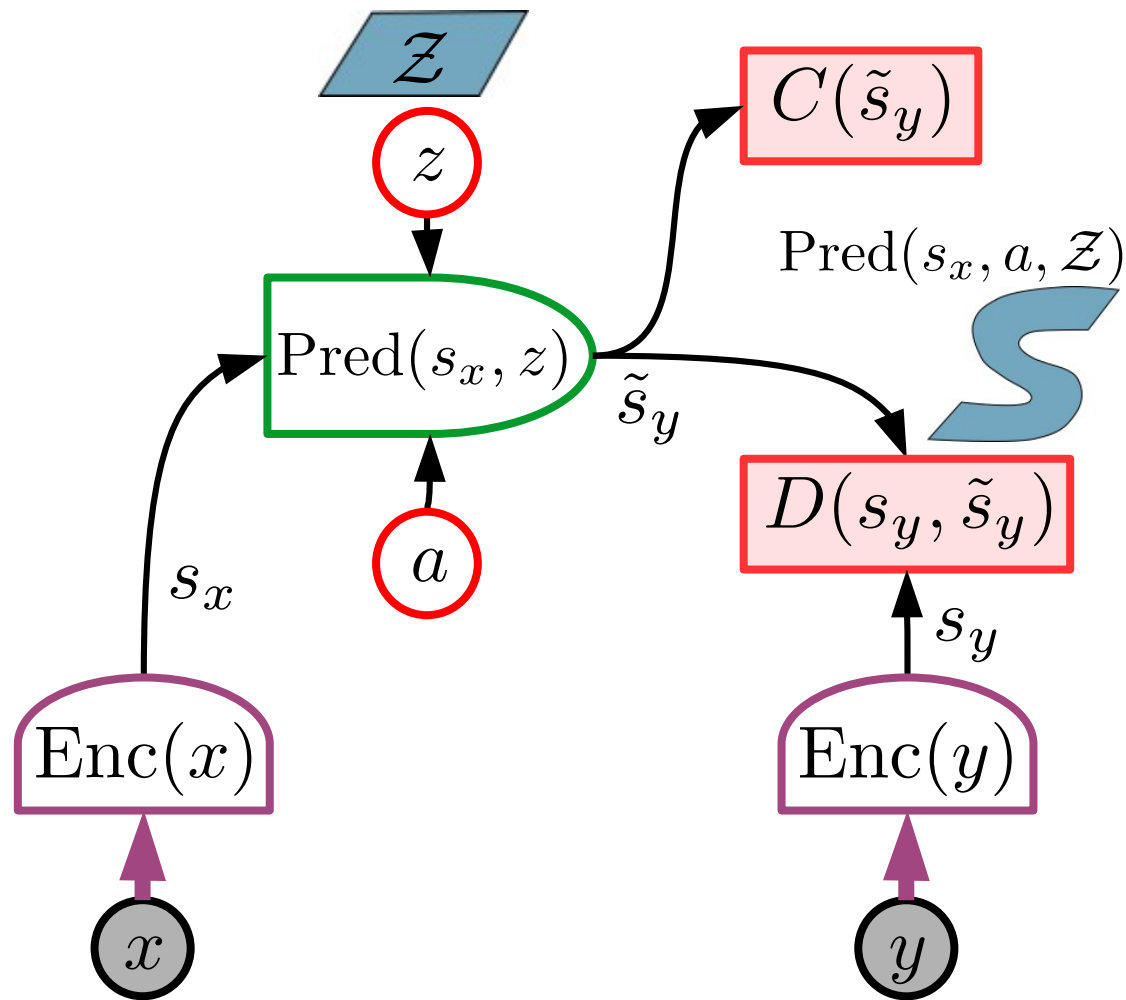 𝒵
z
C(s̃_y)
Pred(s_x, a, 𝒵)
Pred(s_x, z)
s̃_y
D(s_y, s̃_y)
a
s_x
s_y
Enc(x)
Enc(y)
x
y